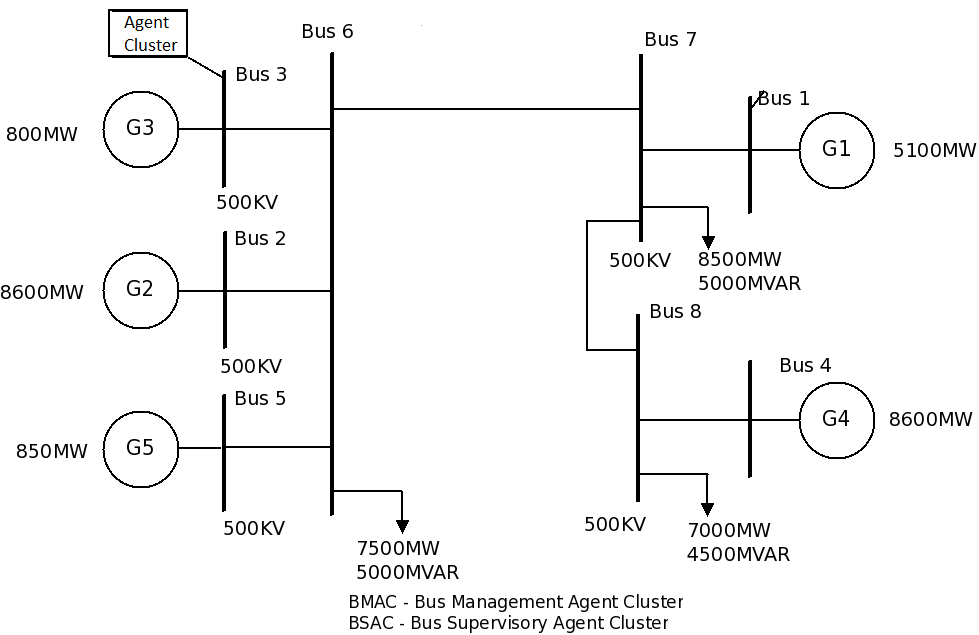 Agent
Cluster
Bus 6
Bus 7
Bus 3
Bus 1
G3
800MW
G1
5100MW
500KV
Bus 2
500KV
8500MW
5000MVAR
G2
8600MW
Bus 8
500KV
Bus 4
Bus 5
G5
850MW
G4
8600MW
500KV
500KV
7000MW
4500MVAR
7500MW
5000MVAR
BMAC - Bus Management Agent Cluster
BSAC - Bus Supervisory Agent Cluster